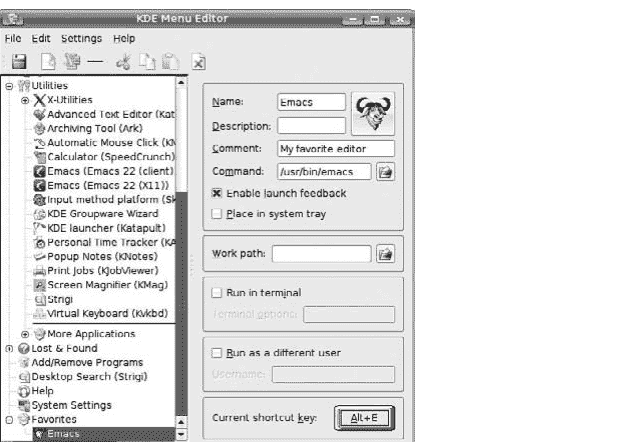 KDE Menu Editor
File Edit Settings Help
Utilities
X-Utilities
Advanced Text Editor (Kat
Archiving Tool (Ark)
Automatic Mouse Click (KM
Calculator (SpeedCrunch)
Emacs (Emacs 22 (client)
Emacs (Emacs 22 (X11))
Input method platform (Sk
KDE Groupware Wizard
KDE launcher (Katapult)
Personal Time Tracker (KA
Popup Notes (KNotes)
Print Jobs (KJobViewer)
Screen Magnifier (KMag)
Strigi
Virtual Keyboard (Kvkbd)
More Applications
Lost & Found
Add/Remove Programs
Desktop Search (Strigi)
Help
System Settings
Favorites
Emacs
Name: Emacs
Description:
Comment: My favorite editor
Command: /usr/bin/emacs
Enable launch feedback
Place in system tray
Work path:
Run in terminal
Terminal options:
Run as a different user
Username:
Current shortcut key: Alt+E